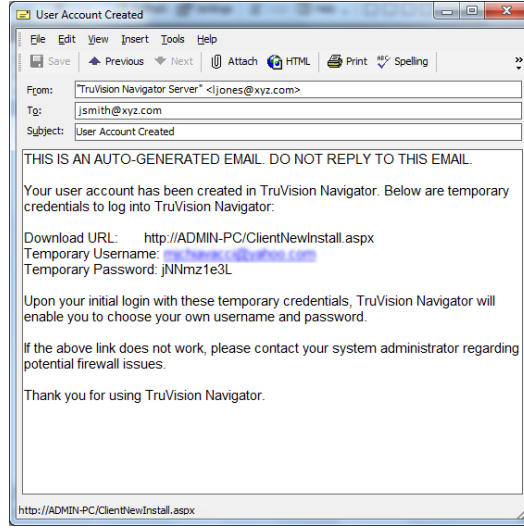 User Account Created
File Edit View Insert Tools Help
Save Previous Next Attach HTML Print ABC Spelling »
From: "TruVision Navigator Server" <ljones@xyz.com>
To: jsmith@xyz.com
Subject: User Account Created
THIS IS AN AUTO-GENERATED EMAIL. DO NOT REPLY TO THIS EMAIL.
Your user account has been created in TruVision Navigator. Below are temporary
credentials to log into TruVision Navigator:
Download URL: http://ADMIN-PC/ClientNewInstall.aspx
Temporary Username:
Temporary Password: jNNmz1e3L
Upon your initial login with these temporary credentials, TruVision Navigator will
enable you to choose your own username and password.
If the above link does not work, please contact your system administrator regarding
potential firewall issues.
Thank you for using TruVision Navigator.
http://ADMIN-PC/ClientNewInstall.aspx